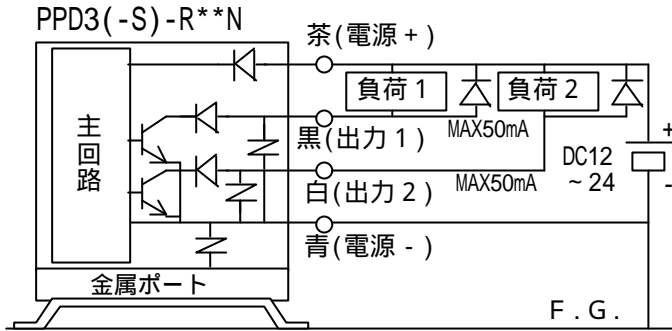 PPD3(-S)-R**N
茶(電源+)
負荷1
負荷2
主回路
黒(出力1)
MAX50mA
DC12
~24
+
-
白(出力2)
MAX50mA
青(電源-)
金属ポート
F.G.